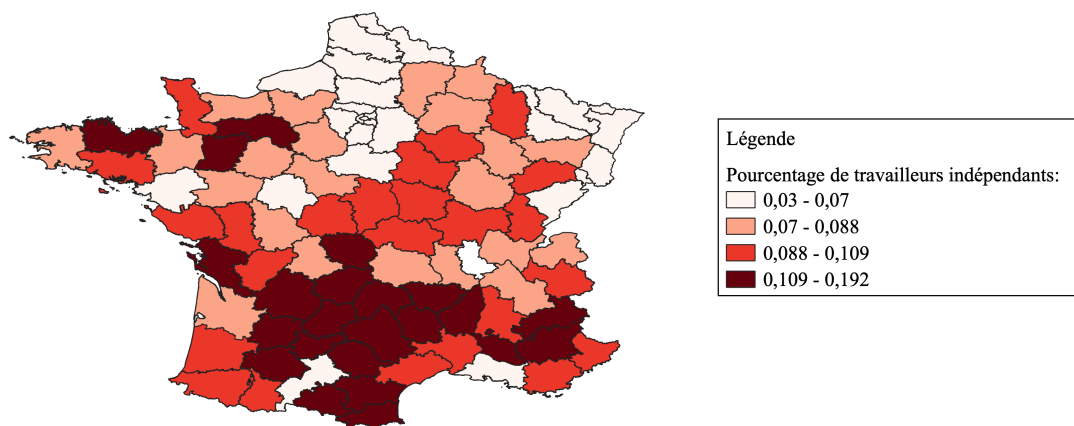 Légende
Pourcentage de travailleurs indépendants:
0,03 - 0,07
0,07 - 0,088
0,088 - 0,109
0,109 - 0,192